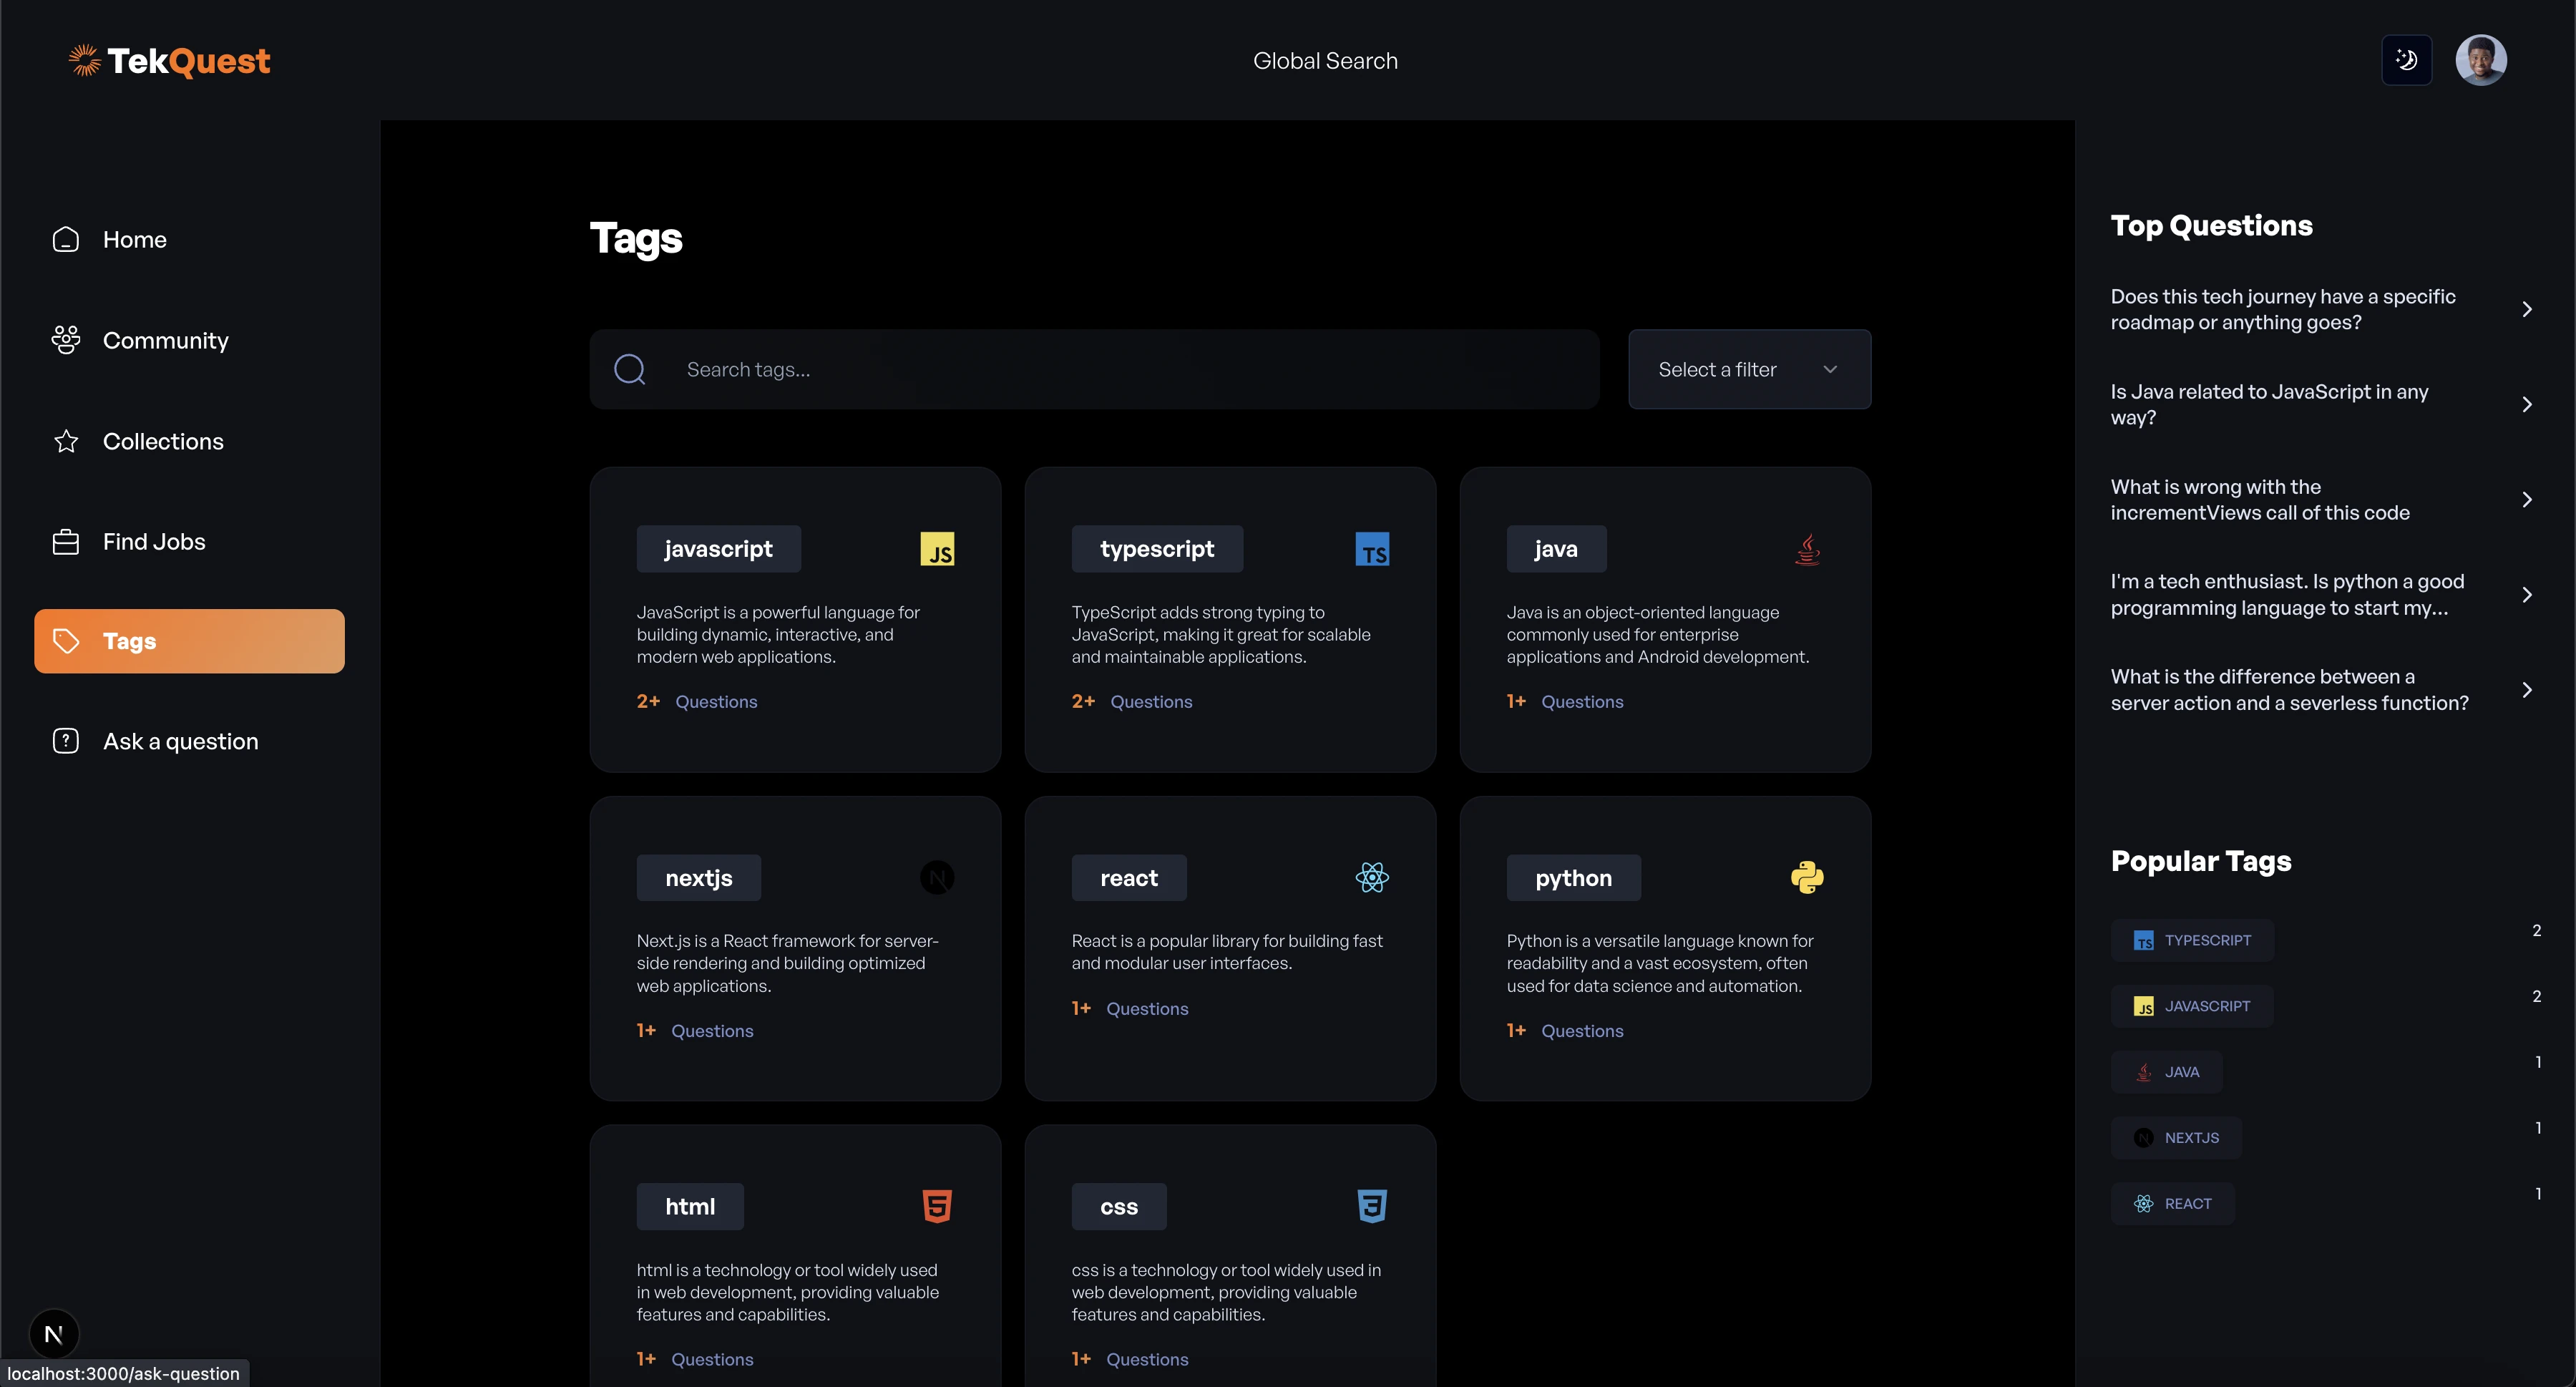 TekQuest
Global Search
Home
Community
Collections
Find Jobs
Tags
Ask a question
Tags
Search tags...
Select a filter
javascript
JS
JavaScript is a powerful language for
building dynamic, interactive, and
modern web applications.
2+ Questions
typescript
TS
TypeScript adds strong typing to
JavaScript, making it great for scalable
and maintainable applications.
2+ Questions
java
Java is an object-oriented language
commonly used for enterprise
applications and Android development.
1+ Questions
nextjs
N
Next.js is a React framework for server-
side rendering and building optimized
web applications.
1+ Questions
react
React is a popular library for building fast
and modular user interfaces.
1+ Questions
python
Python is a versatile language known for
readability and a vast ecosystem, often
used for data science and automation.
1+ Questions
html
5
html is a technology or tool widely used
in web development, providing valuable
features and capabilities.
1+ Questions
css
3
css is a technology or tool widely used in
web development, providing valuable
features and capabilities.
1+ Questions
Top Questions
Does this tech journey have a specific
roadmap or anything goes?
Is Java related to JavaScript in any
way?
What is wrong with the
incrementViews call of this code
I'm a tech enthusiast. Is python a good
programming language to start my...
What is the difference between a
server action and a severless function?
Popular Tags
TS TYPESCRIPT 2
JS JAVASCRIPT 2
JAVA 1
N NEXTJS 1
REACT 1
N
localhost:3000/ask-question